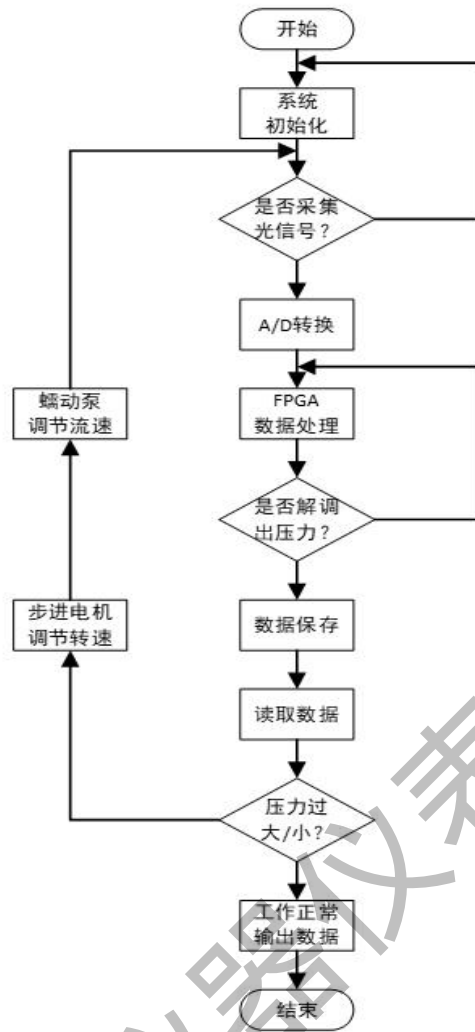 开始
系统
初始化
是否采集
光信号？
A/D转换
FPGA
数据处理
蠕动泵
调节流速
是否解调
出压力？
步进电机
调节转速
数据保存
读取数据
压力过
大/小？
工作正常
输出数据
结束
器仪表